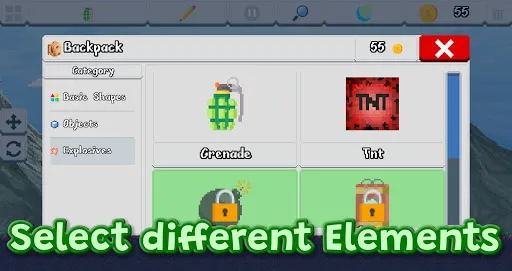 55
Backpack
55
Category
Basic Shapes
Objects
Explosives
TNT
Grenade
Tnt
Select different Elements